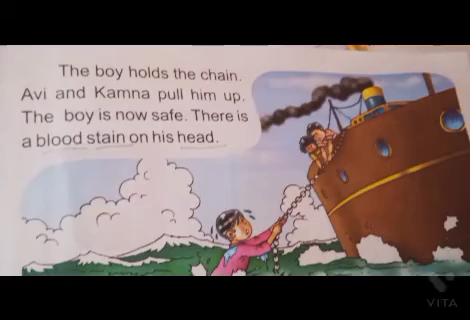 The boy holds the chain.
Avi and Kamna pull him up.
The boy is now safe. There is
a blood stain on his head.
VITA